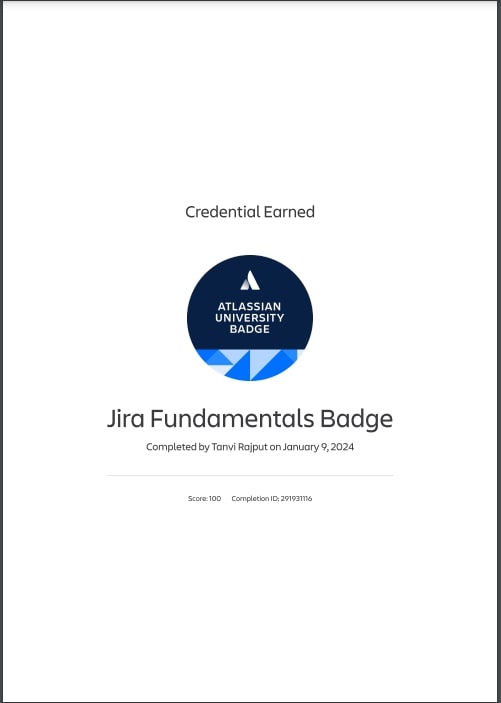 Credential Earned
ATLASSIAN
UNIVERSITY
BADGE
Jira Fundamentals Badge
Completed by Tanvi Rajput on January 9, 2024
Score: 100 Completion ID: 291931116